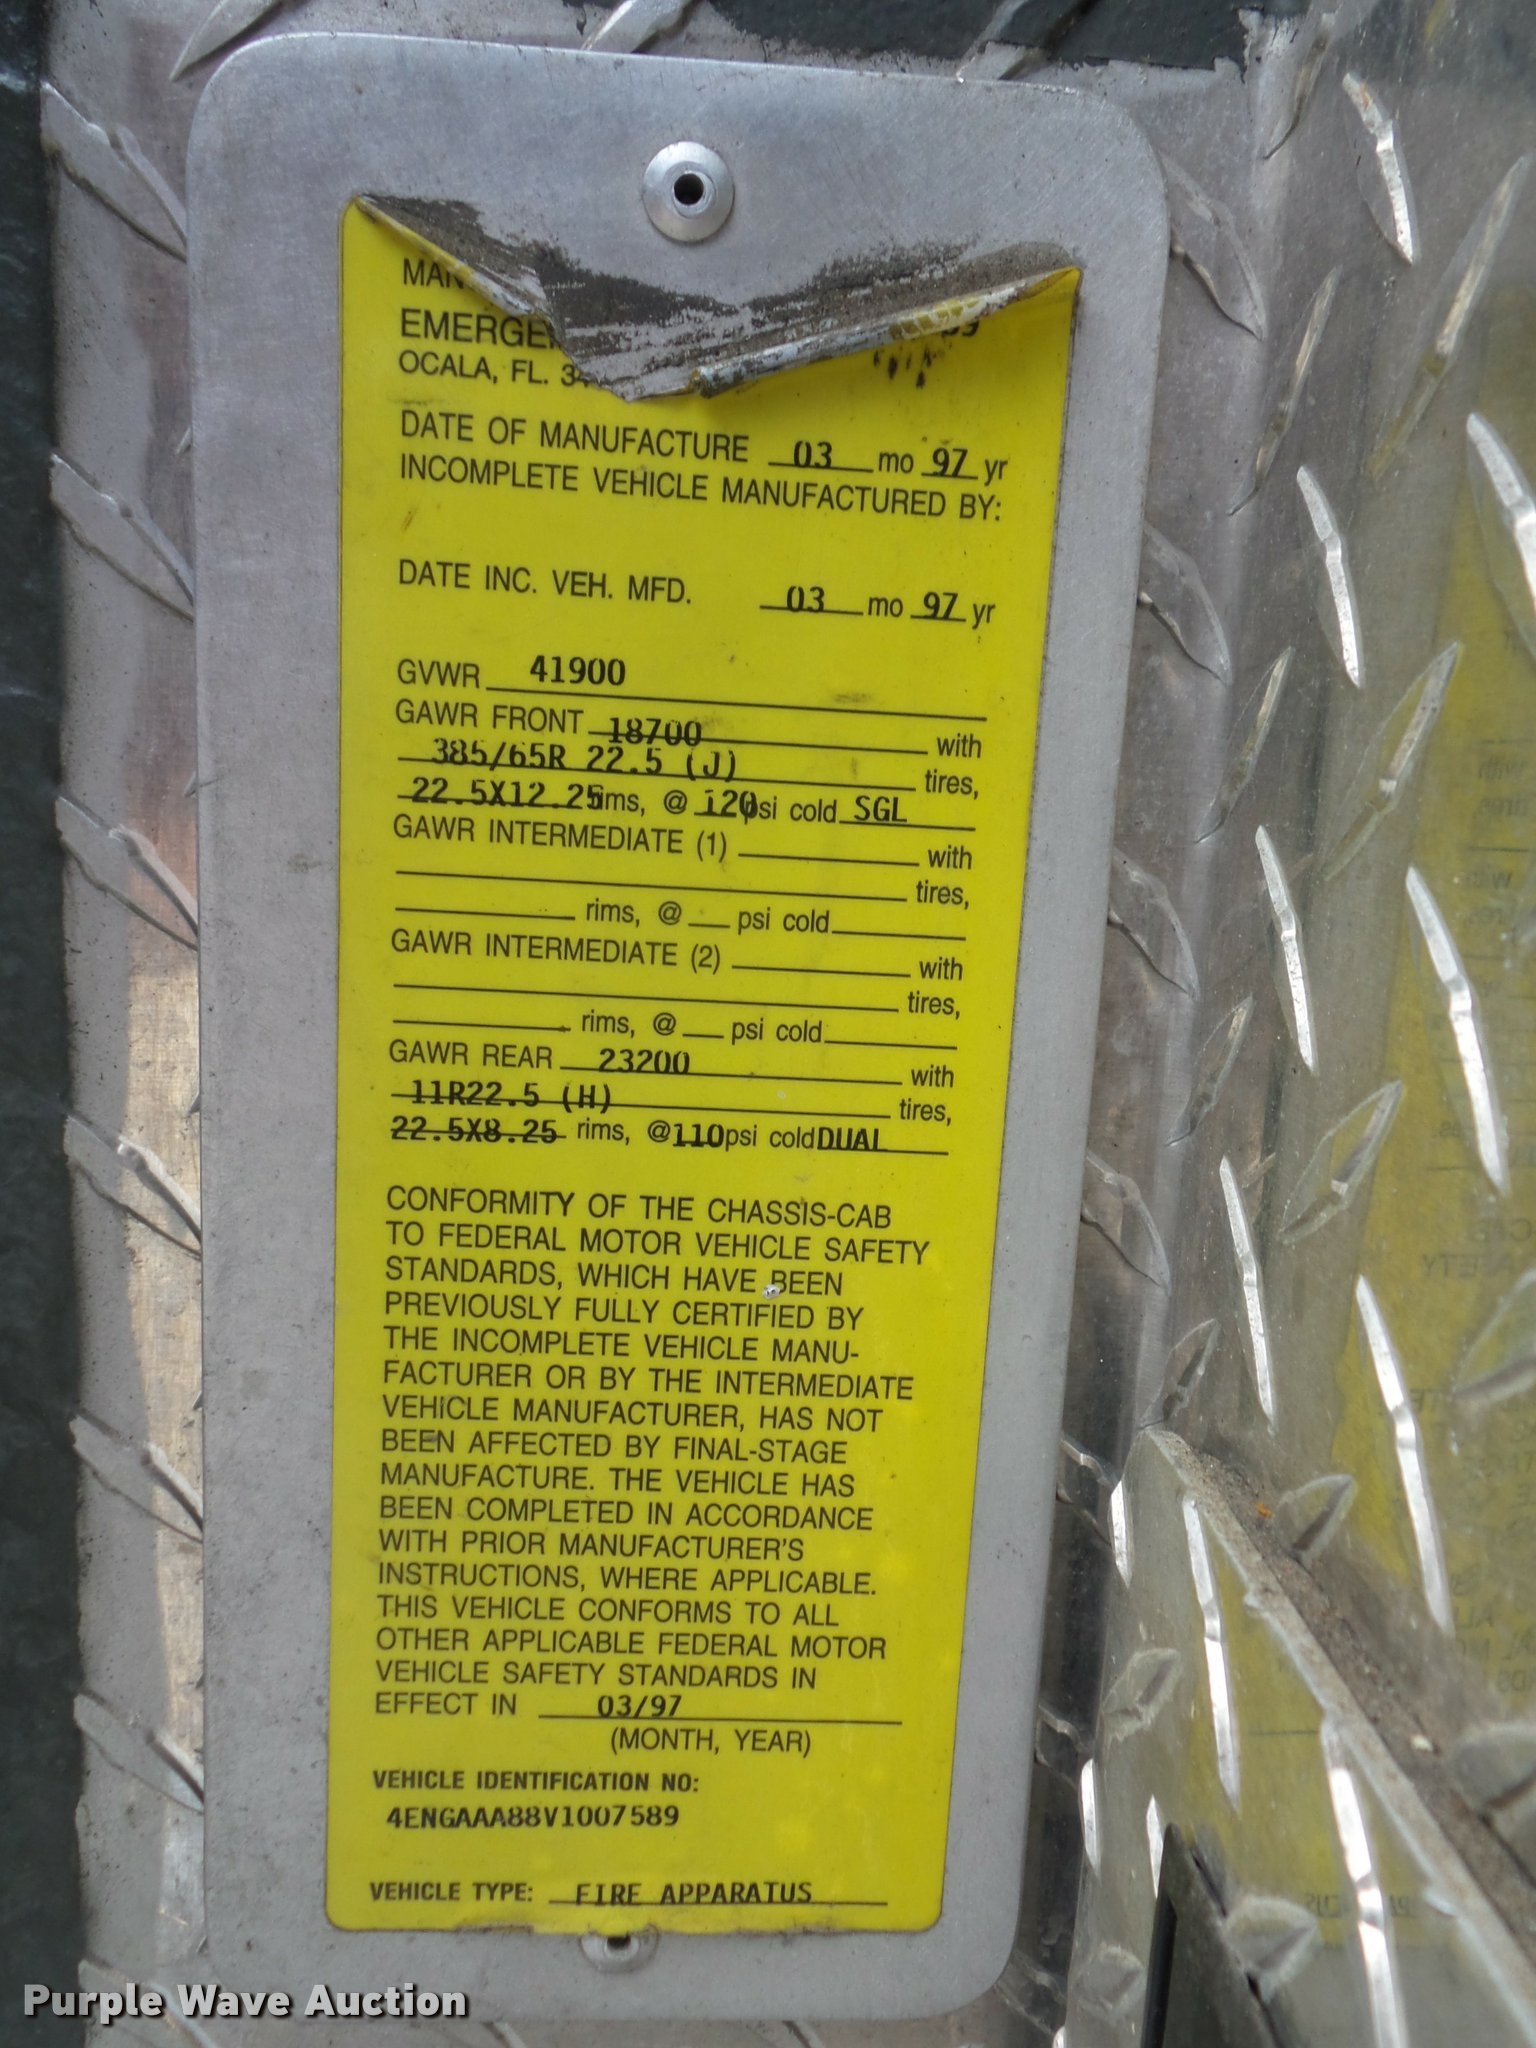 EMERGE
OCALA, FL.
DATE OF MANUFACTURE 03 mo 97 yr
INCOMPLETE VEHICLE MANUFACTURED BY:
DATE INC. VEH. MFD. 03 mo 97 yr
GVWR 41900
GAWR FRONT 18700 with
385/65R 22.5 (J) tires,
22.5X12.25 rims, @ 120 psi cold SGL
GAWR INTERMEDIATE (1) with
tires,
rims, @ psi cold
GAWR INTERMEDIATE (2) with
tires,
rims, @ psi cold
GAWR REAR 23200 with
11R22.5 (H) tires,
22.5X8.25 rims, @110psi cold DUAL
CONFORMITY OF THE CHASSIS-CAB
TO FEDERAL MOTOR VEHICLE SAFETY
STANDARDS, WHICH HAVE BEEN
PREVIOUSLY FULLY CERTIFIED BY
THE INCOMPLETE VEHICLE MANU-
FACTURER OR BY THE INTERMEDIATE
VEHICLE MANUFACTURER, HAS NOT
BEEN AFFECTED BY FINAL-STAGE
MANUFACTURE. THE VEHICLE HAS
BEEN COMPLETED IN ACCORDANCE
WITH PRIOR MANUFACTURER'S
INSTRUCTIONS, WHERE APPLICABLE.
THIS VEHICLE CONFORMS TO ALL
OTHER APPLICABLE FEDERAL MOTOR
VEHICLE SAFETY STANDARDS IN
EFFECT IN 03/97
(MONTH, YEAR)
VEHICLE IDENTIFICATION NO:
4ENGAAA88V1007589
VEHICLE TYPE: FIRE APPARATUS
Purple Wave Auction